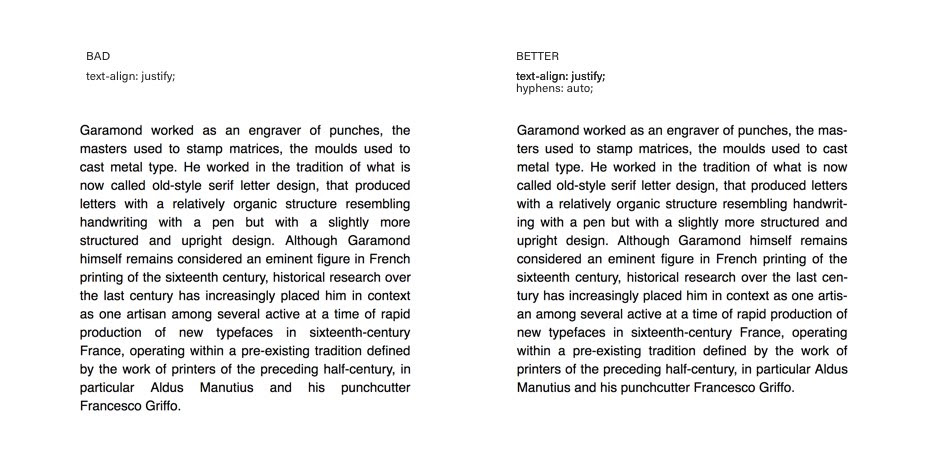 BAD
text-align: justify;
Garamond worked as an engraver of punches, the
masters used to stamp matrices, the moulds used to
cast metal type. He worked in the tradition of what is
now called old-style serif letter design, that produced
letters with a relatively organic structure resembling
handwriting with a pen but with a slightly more
structured and upright design. Although Garamond
himself remains considered an eminent figure in French
printing of the sixteenth century, historical research over
the last century has increasingly placed him in context
as one artisan among several active at a time of rapid
production of new typefaces in sixteenth-century
France, operating within a pre-existing tradition defined
by the work of printers of the preceding half-century, in
particular Aldus Manutius and his punchcutter
Francesco Griffo.
BETTER
text-align: justify;
hyphens: auto;
Garamond worked as an engraver of punches, the mas-
ters used to stamp matrices, the moulds used to cast
metal type. He worked in the tradition of what is now
called old-style serif letter design, that produced letters
with a relatively organic structure resembling handwrit-
ing with a pen but with a slightly more structured and
upright design. Although Garamond himself remains
considered an eminent figure in French printing of the
sixteenth century, historical research over the last cen-
tury has increasingly placed him in context as one artis-
an among several active at a time of rapid production of
new typefaces in sixteenth-century France, operating
within a pre-existing tradition defined by the work of
printers of the preceding half-century, in particular Aldus
Manutius and his punchcutter Francesco Griffo.